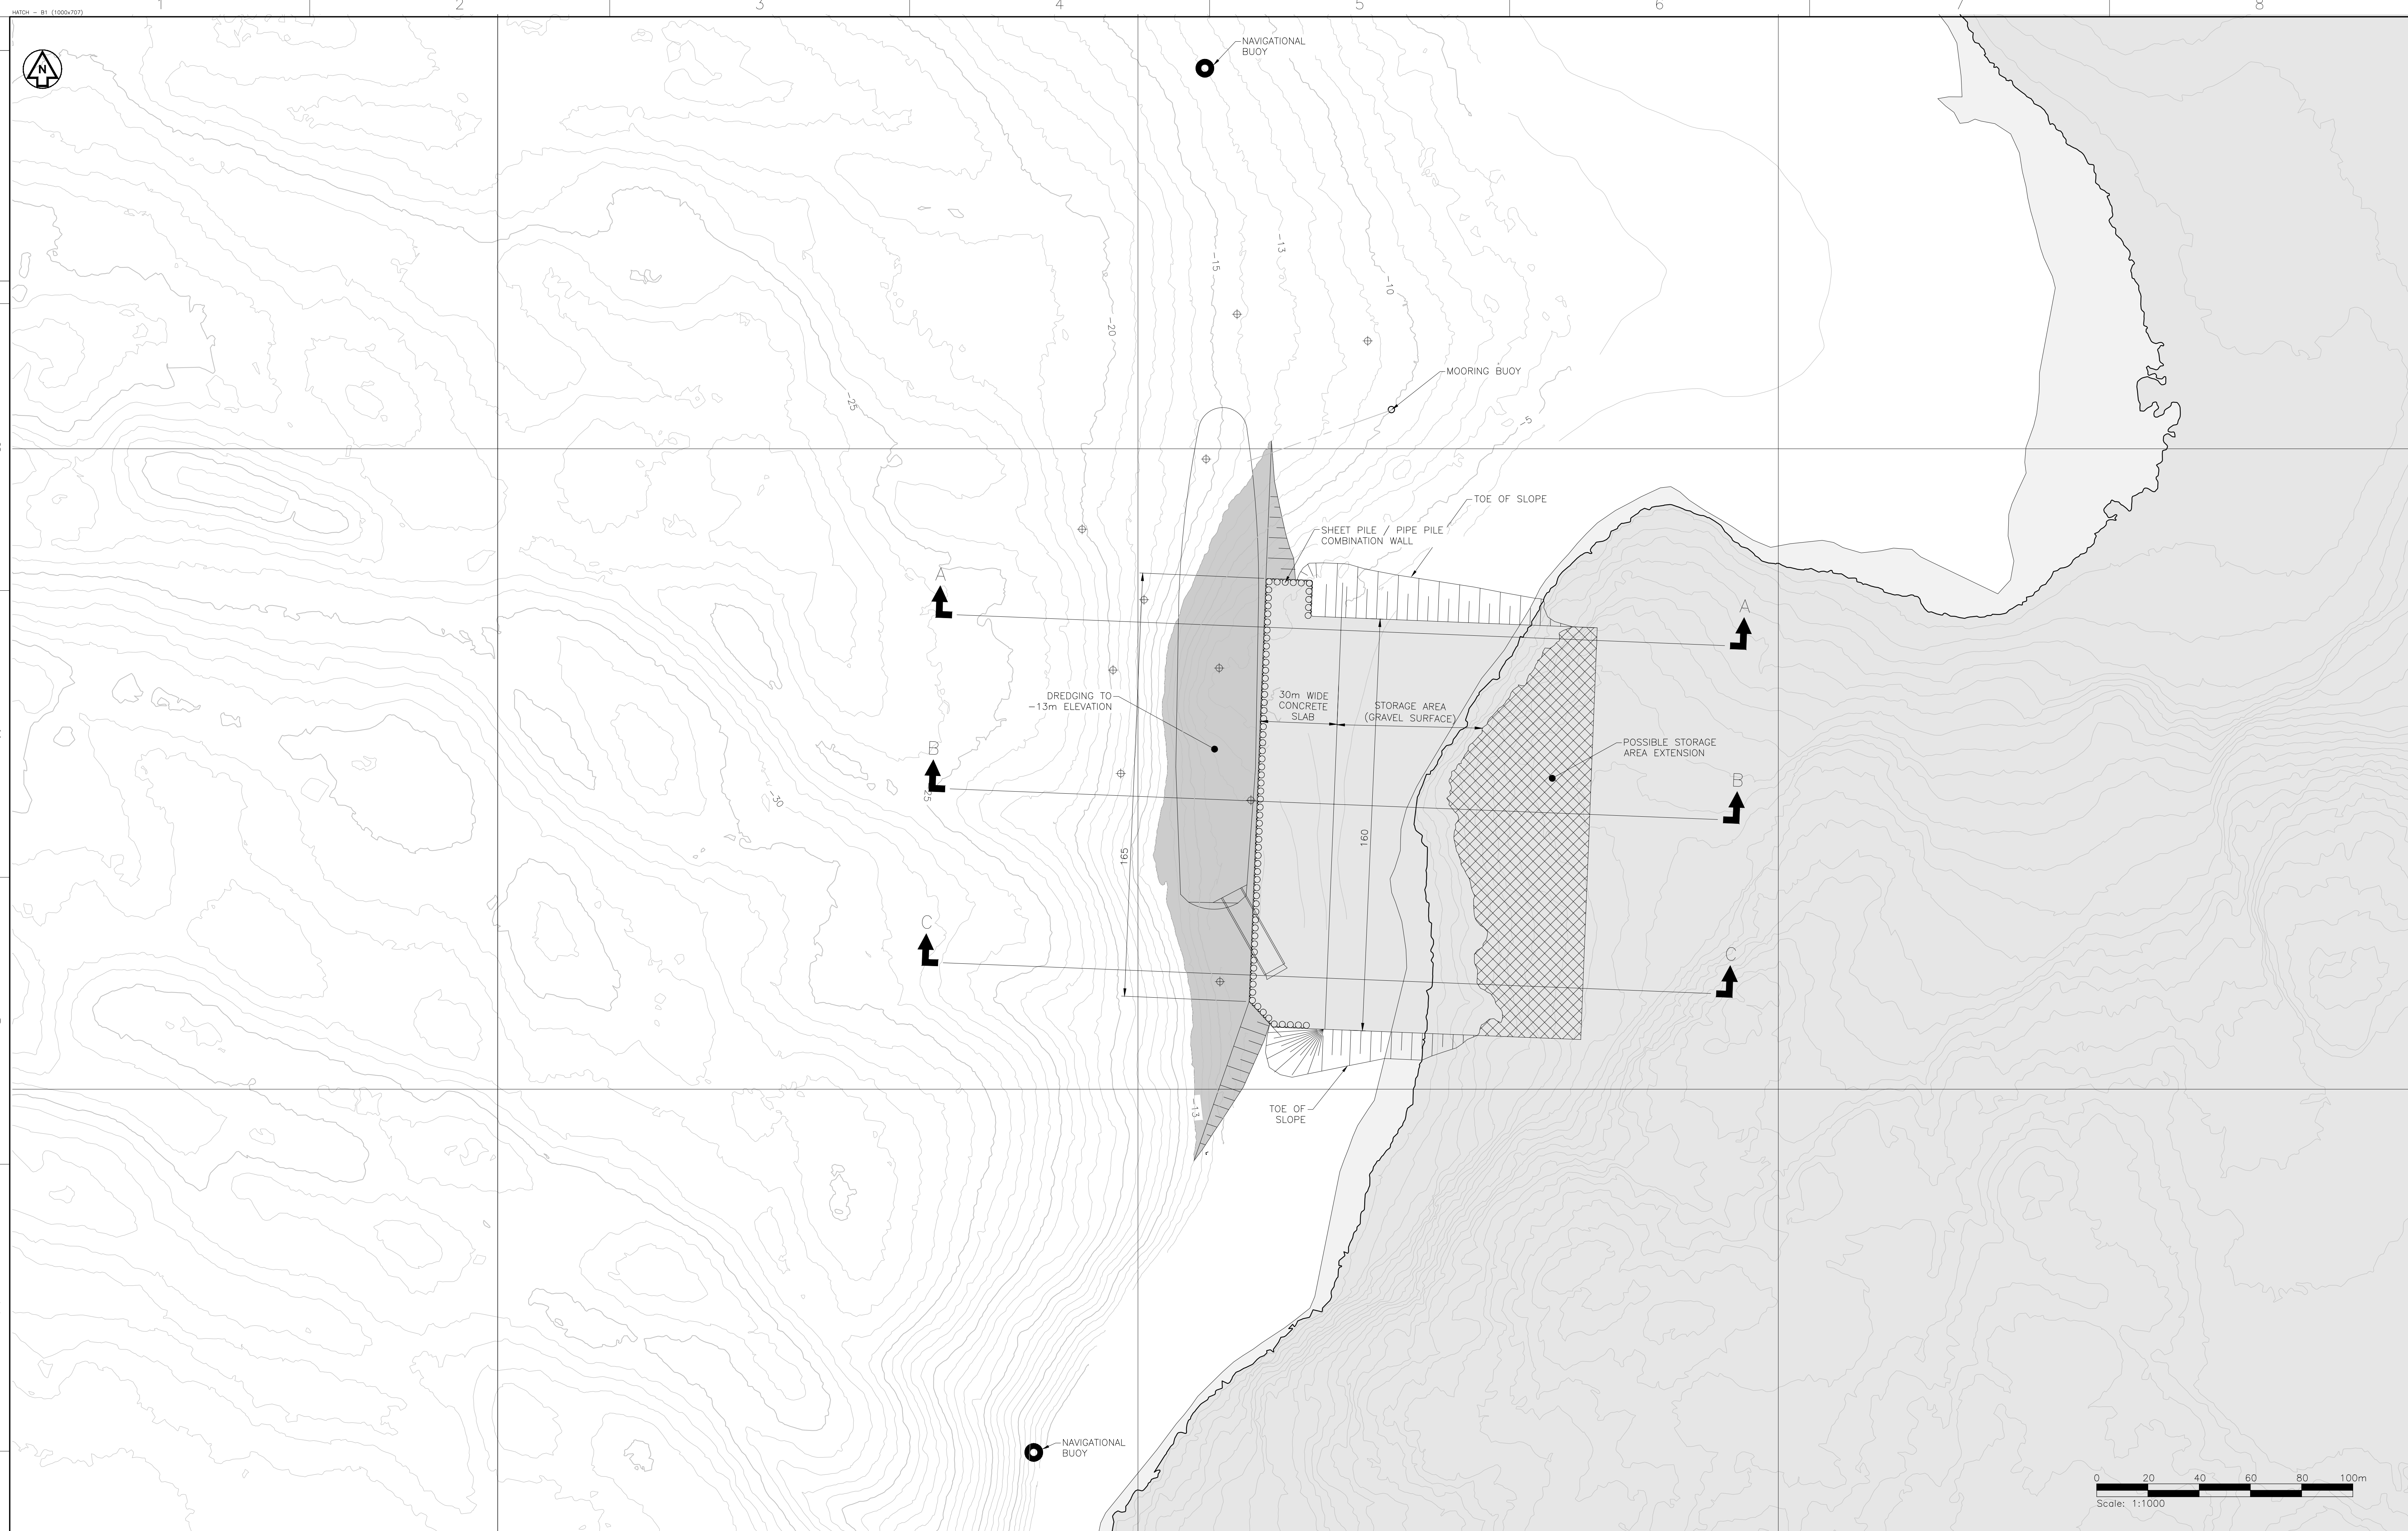 HATCH - B1 (1000x707)
1 2 3 4 5 6 7 8
N
NAVIGATIONAL
BUOY
-13
-15
-10
-20
MOORING BUOY
-25
-5
TOE OF SLOPE
SHEET PILE / PIPE PILE
COMBINATION WALL
A
A
DREDGING TO
-13m ELEVATION
30m WIDE
CONCRETE
SLAB
STORAGE AREA
(GRAVEL SURFACE)
POSSIBLE STORAGE
AREA EXTENSION
B
B
-30
25
165
160
C
C
-13
TOE OF
SLOPE
NAVIGATIONAL
BUOY
0 20 40 60 80 100m
Scale: 1:1000